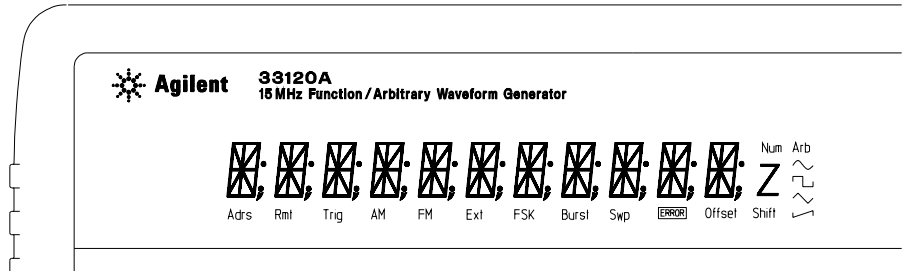 Agilent
33120A
15 MHz Function / Arbitrary Waveform Generator
Num Arb
Adrs Rmt Trig AM FM Ext FSK Burst Swp ERROR Offset Shift